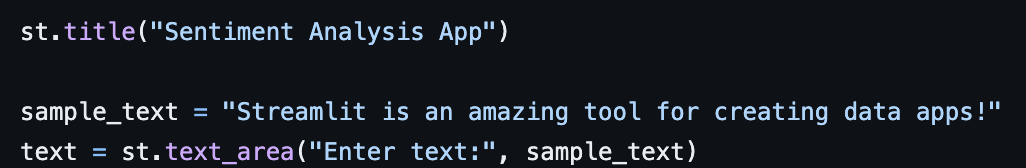 st.title("Sentiment Analysis App")
sample_text = "Streamlit is an amazing tool for creating data apps!"
text = st.text_area("Enter text:", sample_text)